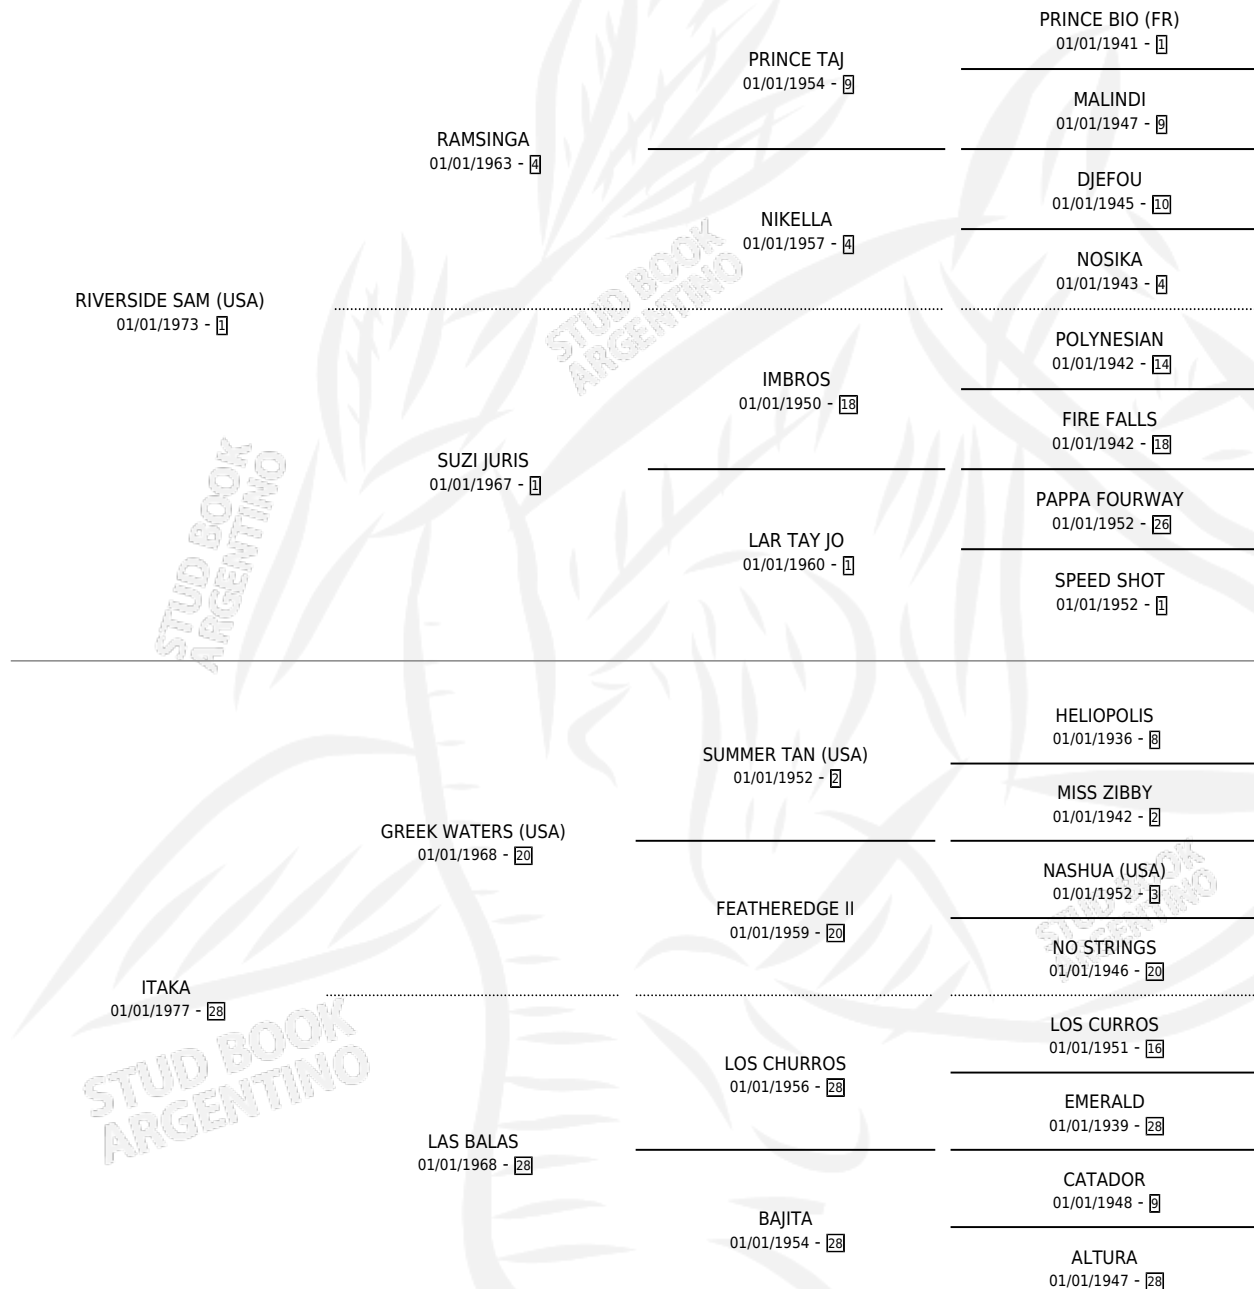 PRINCE BIO (FR)
01/01/1941 - 1
PRINCE TAJ
01/01/1954 - 9
MALINDI
01/01/1947 - 9
RAMSINGA
01/01/1963 - 4
DJEFOU
01/01/1945 - 10
NIKELLA
01/01/1957 - 4
NOSIKA
01/01/1943 - 4
RIVERSIDE SAM (USA)
01/01/1973 - 1
POLYNESIAN
01/01/1942 - 14
IMBROS
01/01/1950 - 18
FIRE FALLS
01/01/1942 - 18
SUZI JURIS
01/01/1967 - 1
PAPPA FOURWAY
01/01/1952 - 26
LAR TAY JO
01/01/1960 - 1
SPEED SHOT
01/01/1952 - 1
HELIOPOLIS
01/01/1936 - 8
SUMMER TAN (USA)
01/01/1952 - 2
MISS ZIBBY
01/01/1942 - 2
GREEK WATERS (USA)
01/01/1968 - 20
NASHUA (USA)
01/01/1952 - 3
FEATHEREDGE II
01/01/1959 - 20
NO STRINGS
01/01/1946 - 20
ITAKA
01/01/1977 - 28
LOS CURROS
01/01/1951 - 16
LOS CHURROS
01/01/1956 - 28
EMERALD
01/01/1939 - 28
LAS BALAS
01/01/1968 - 28
CATADOR
01/01/1948 - 9
BAJITA
01/01/1954 - 28
ALTURA
01/01/1947 - 28
STUD BOOK
ARGENTINO
STUD BOOK
ARGENTINO
STUD BOOK
ARGENTINO
STUD BOOK
ARGENTINO